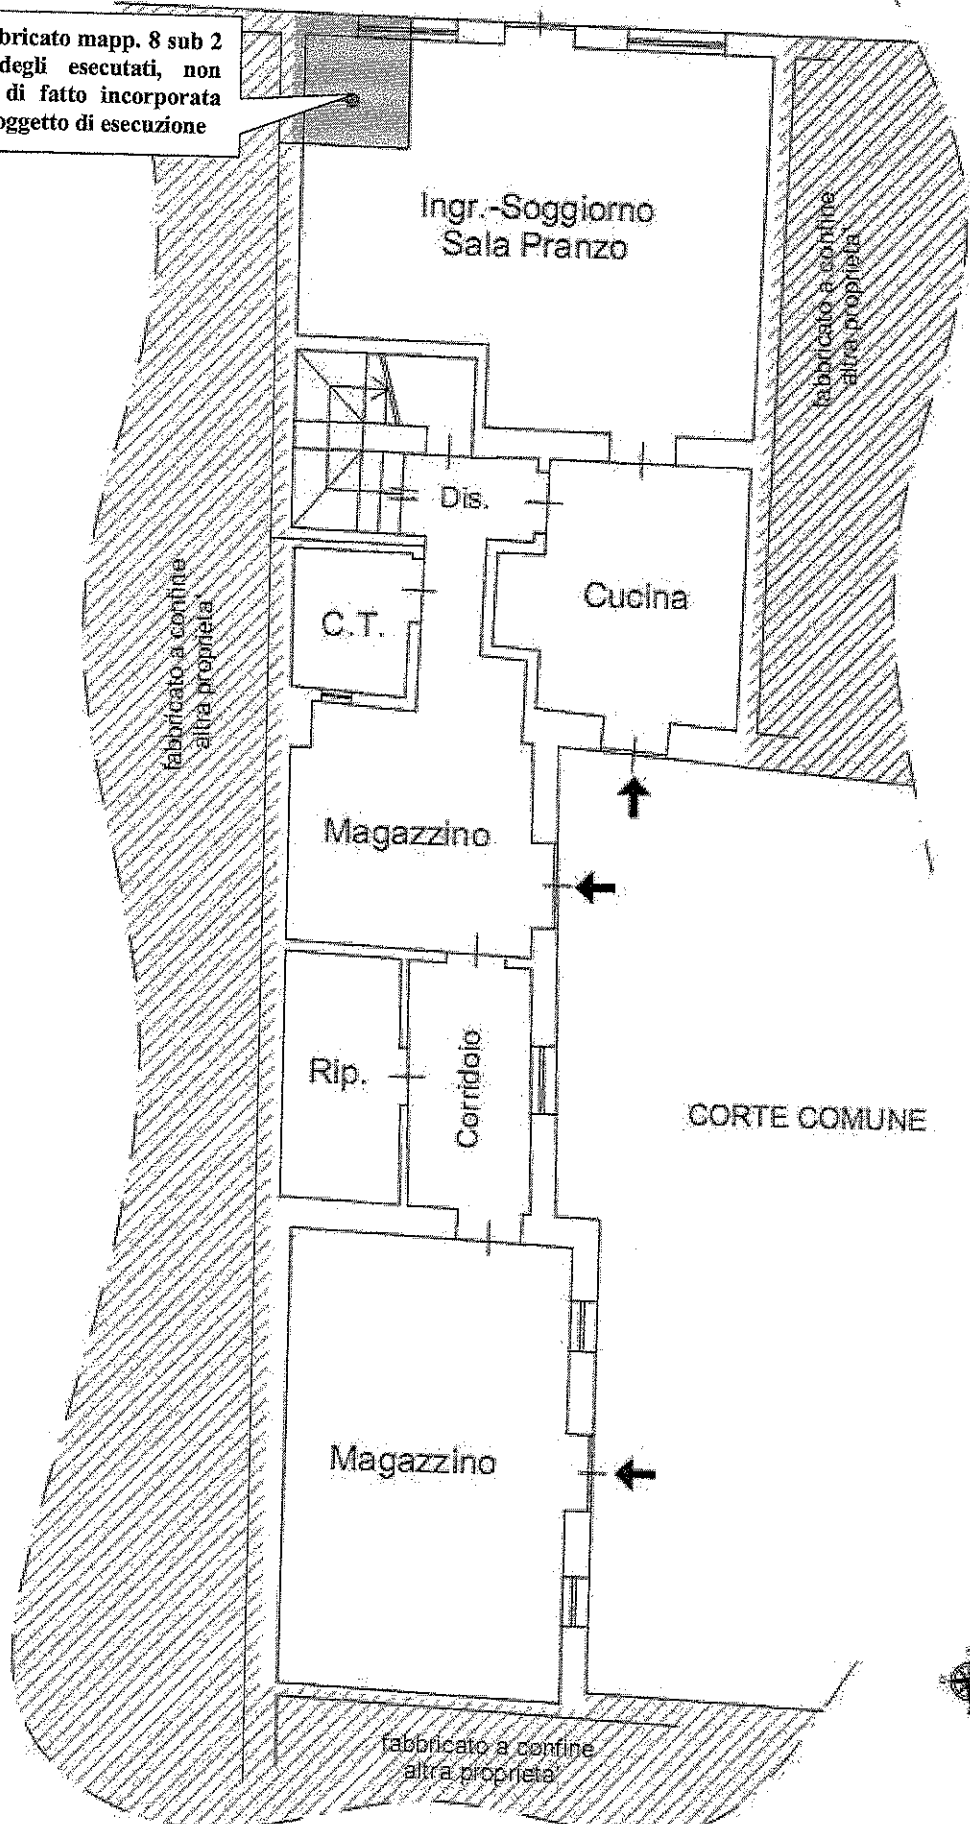 bricato mapp. 8 sub 2
degli esecutati, non
di fatto incorporata
oggetto di esecuzione
Ingr.-Soggiorno
Sala Pranzo
fabbricato a confine
altra proprieta'
Dis.
Cucina
C.T.
fabbricato a confine
altra proprieta'
Magazzino
Rip.
Corridoio
CORTE COMUNE
Magazzino
fabbricato a confine
altra proprieta'